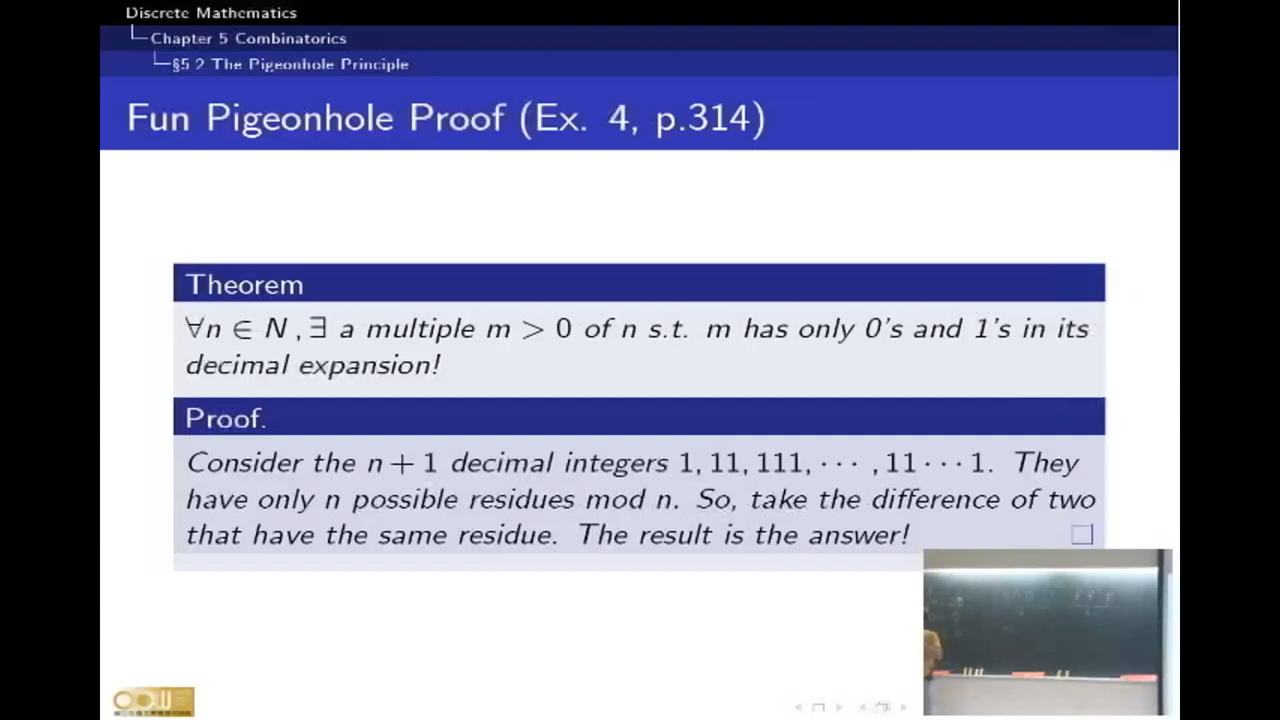 Discrete Mathematics
Chapter 5 Combinatorics
§5 2 The Pigeonhole Principle
Fun Pigeonhole Proof (Ex. 4, p.314)
Theorem
∀n ∈ N , ∃ a multiple m > 0 of n s.t. m has only 0's and 1's in its
decimal expansion!
Proof.
Consider the n + 1 decimal integers 1, 11, 111, ··· , 11 ··· 1. They
have only n possible residues mod n. So, take the difference of two
that have the same residue. The result is the answer!